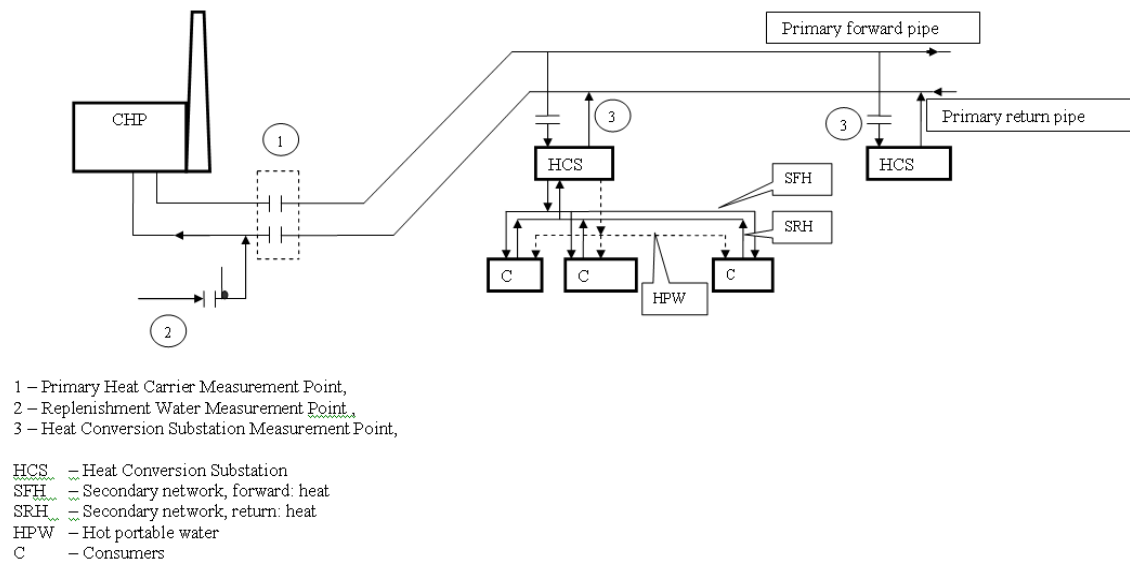 Primary forward pipe
CHP
1
3
3
Primary return pipe
HCS
HCS
SFH
SRH
C
C
C
HPW
2
1 – Primary Heat Carrier Measurement Point,
2 – Replenishment Water Measurement Point ,
3 – Heat Conversion Substation Measurement Point,
HCS – Heat Conversion Substation
SFH – Secondary network, forward: heat
SRH – Secondary network, return: heat
HPW – Hot portable water
C – Consumers